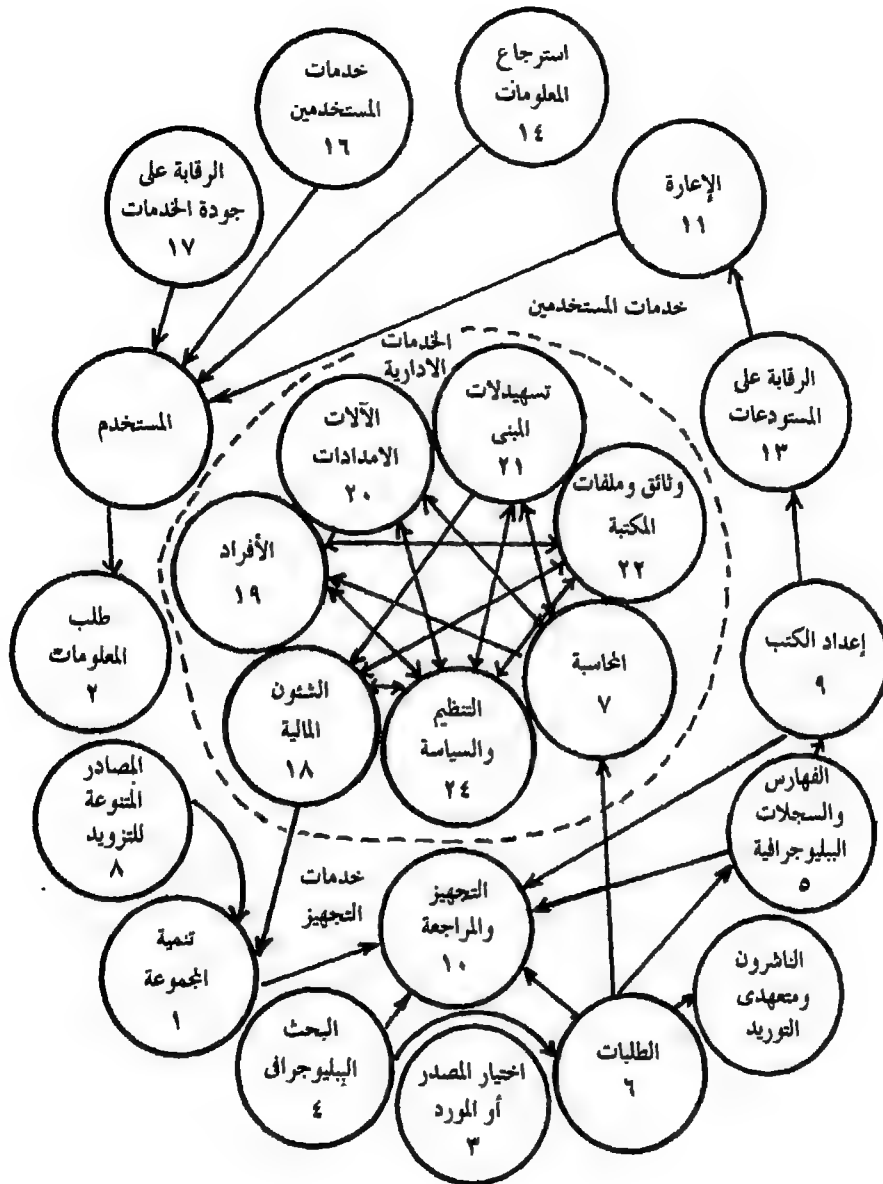 استرجاع
المعلومات
١٤
خدمات
المستخدمين
١٦
الرقابة على
جودة الخدمات
١٧
الإعارة
١١
خدمات المستخدمين
الخدمات
الادارية
المستخدم
الرقابة على
المستودعات
١٣
تسهيدلات
المبنى
٢١
الآلات
الامدادات
٢٠
وثائق وملفات
المكتبة
٢٢
الأفراد
١٩
طلب
المعلومات
٢
إعداد الكتب
٩
المحاسبة
٧
الشئون
المالية
١٨
التنظيم
والسياسة
٢٤
المصادر
المتنوعة
للتزويد
٨
الفهارس
والسجلات
الببليوجرافية
٥
خدمات
التجهيز
التجهيز
والمراجعة
١٠
تنمية
المجموعة
١
الناشرون
ومتعهدى
التوريد
البحث
الببليوجرافى
٤
اختيار المصدر
أو المورد
٣
الطلبات
٦